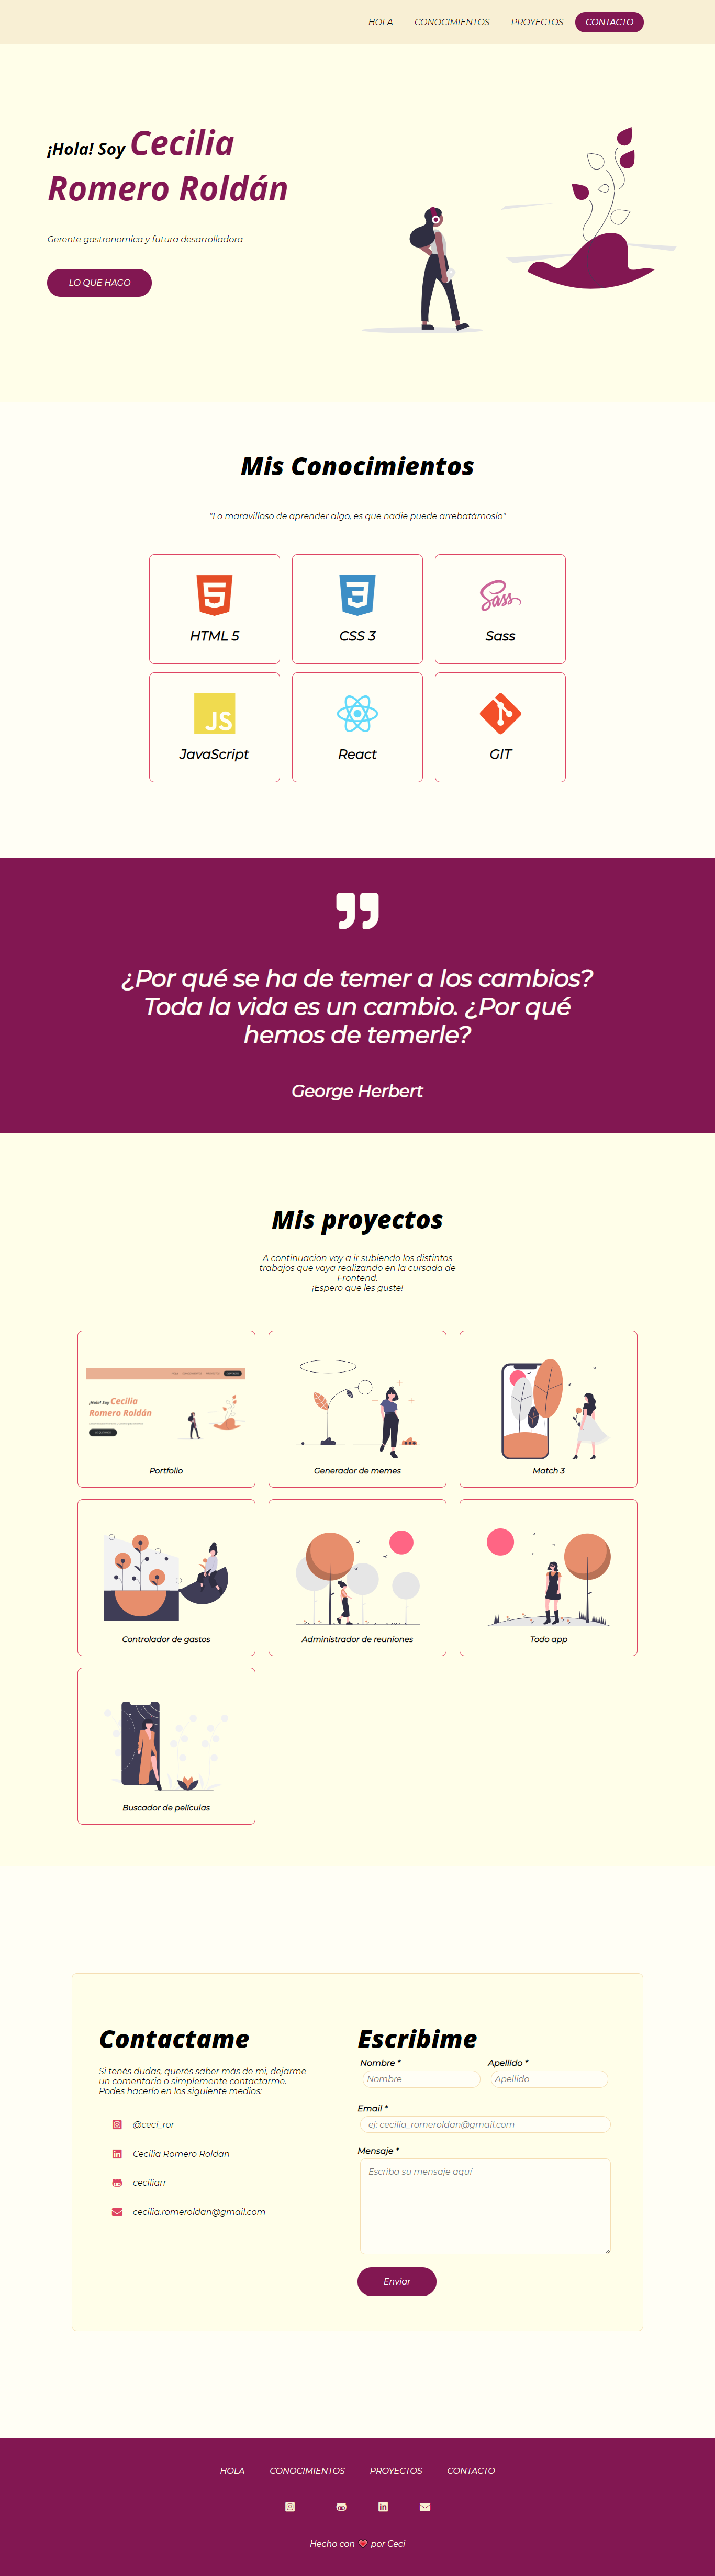 HOLA CONOCIMIENTOS PROYECTOS CONTACTO
¡Hola! Soy Cecilia
Romero Roldán
Gerente gastronomica y futura desarrolladora
LO QUE HAGO
Mis Conocimientos
"Lo maravilloso de aprender algo, es que nadie puede arrebatárnoslo"
HTML 5 CSS 3 Sass
JS
JavaScript React GIT
¿Por qué se ha de temer a los cambios?
Toda la vida es un cambio. ¿Por qué
hemos de temerle?
George Herbert
Mis proyectos
A continuacion voy a ir subiendo los distintos
trabajos que vaya realizando en la cursada de
Frontend.
¡Espero que les guste!
¡Hola! Soy Cecilia
Romero Roldán
Portfolio
Generador de memes
Match 3
Controlador de gastos
Administrador de reuniones
Todo app
Buscador de películas
Contactame
Si tenés dudas, querés saber más de mi, dejarme
un comentario o simplemente contactarme.
Podes hacerlo en los siguiente medios:
@ceci_ror
Cecilia Romero Roldan
ceciliarr
cecilia.romeroldan@gmail.com
Escribime
Nombre * Apellido *
Nombre Apellido
Email *
ej: cecilia_romeroldan@gmail.com
Mensaje *
Escriba su mensaje aquí
Enviar
HOLA CONOCIMIENTOS PROYECTOS CONTACTO
Hecho con ❤ por Ceci